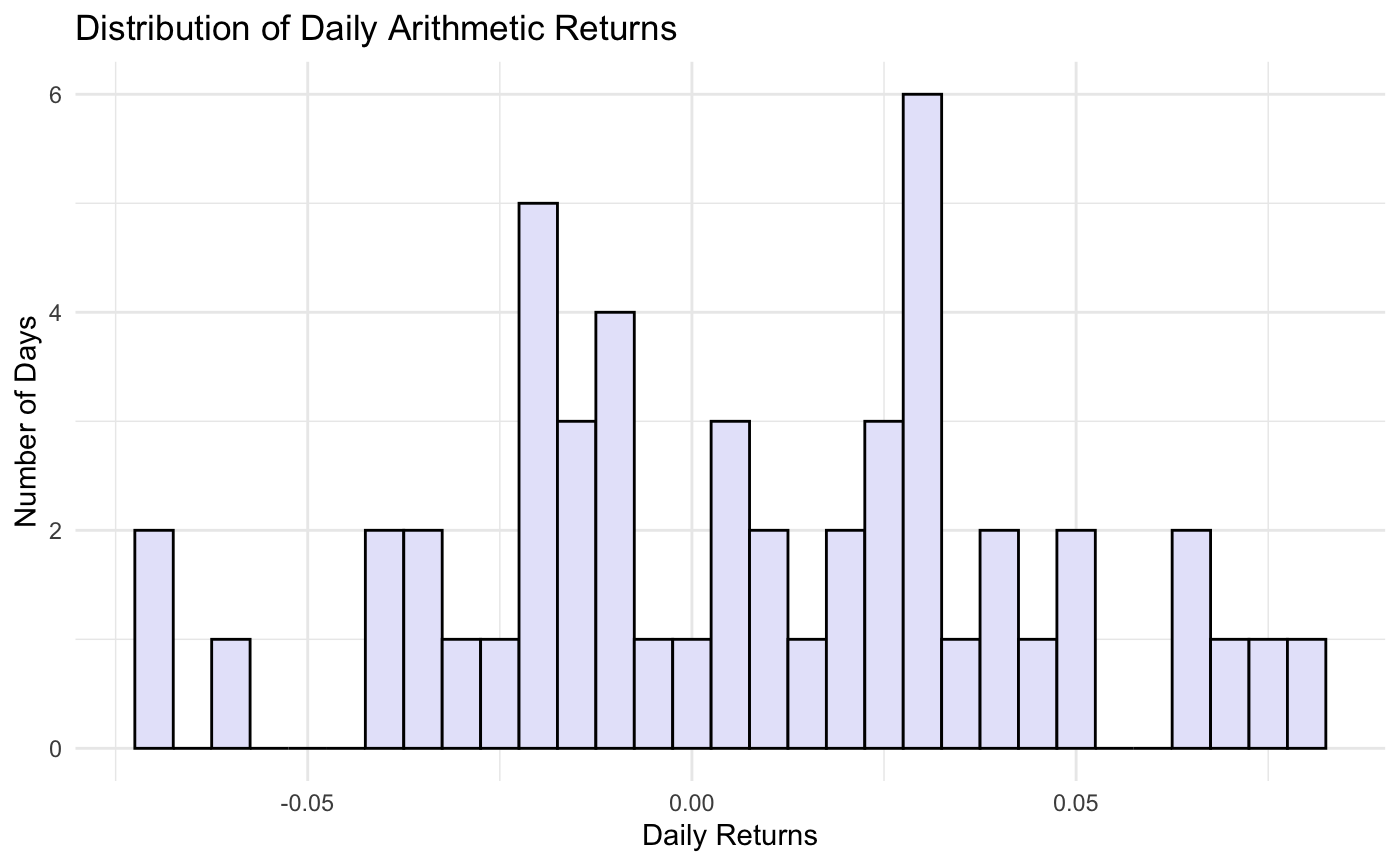 Distribution of Daily Arithmetic Returns
Number of Days
6
4
2
0
-0.05
0.00
0.05
Daily Returns